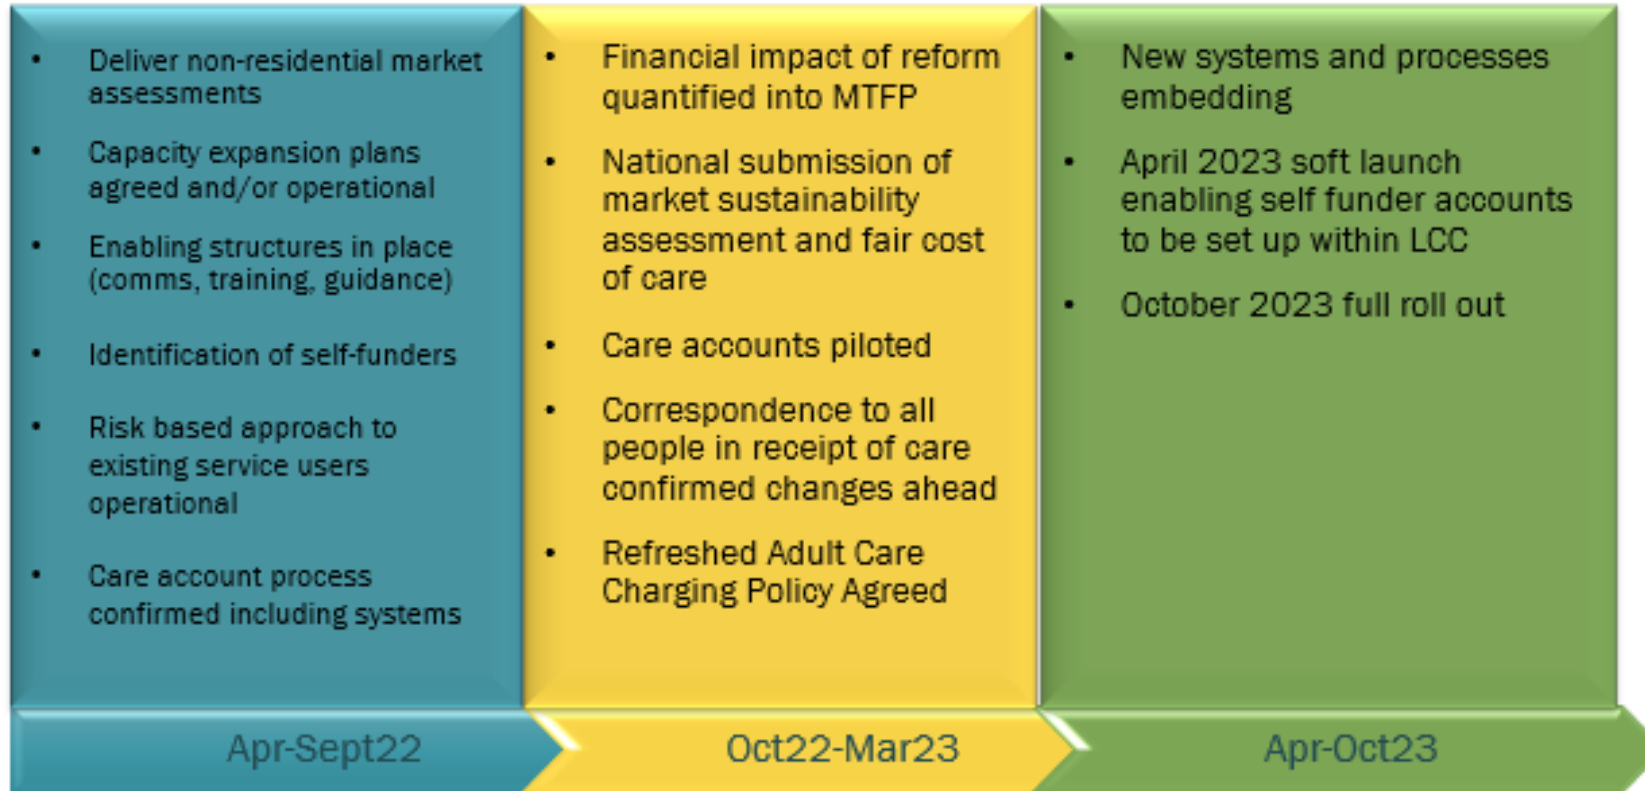 • Deliver non-residential market
assessments
• Capacity expansion plans
agreed and/or operational
• Enabling structures in place
(comms, training, guidance)
• Identification of self-funders
• Risk based approach to
existing service users
operational
• Care account process
confirmed including systems
Apr-Sept22
• Financial impact of reform
quantified into MTFP
• National submission of
market sustainability
assessment and fair cost
of care
• Care accounts piloted
• Correspondence to all
people in receipt of care
confirmed changes ahead
• Refreshed Adult Care
Charging Policy Agreed
Oct22-Mar23
• New systems and processes
embedding
• April 2023 soft launch
enabling self funder accounts
to be set up within LCC
• October 2023 full roll out
Apr-Oct23